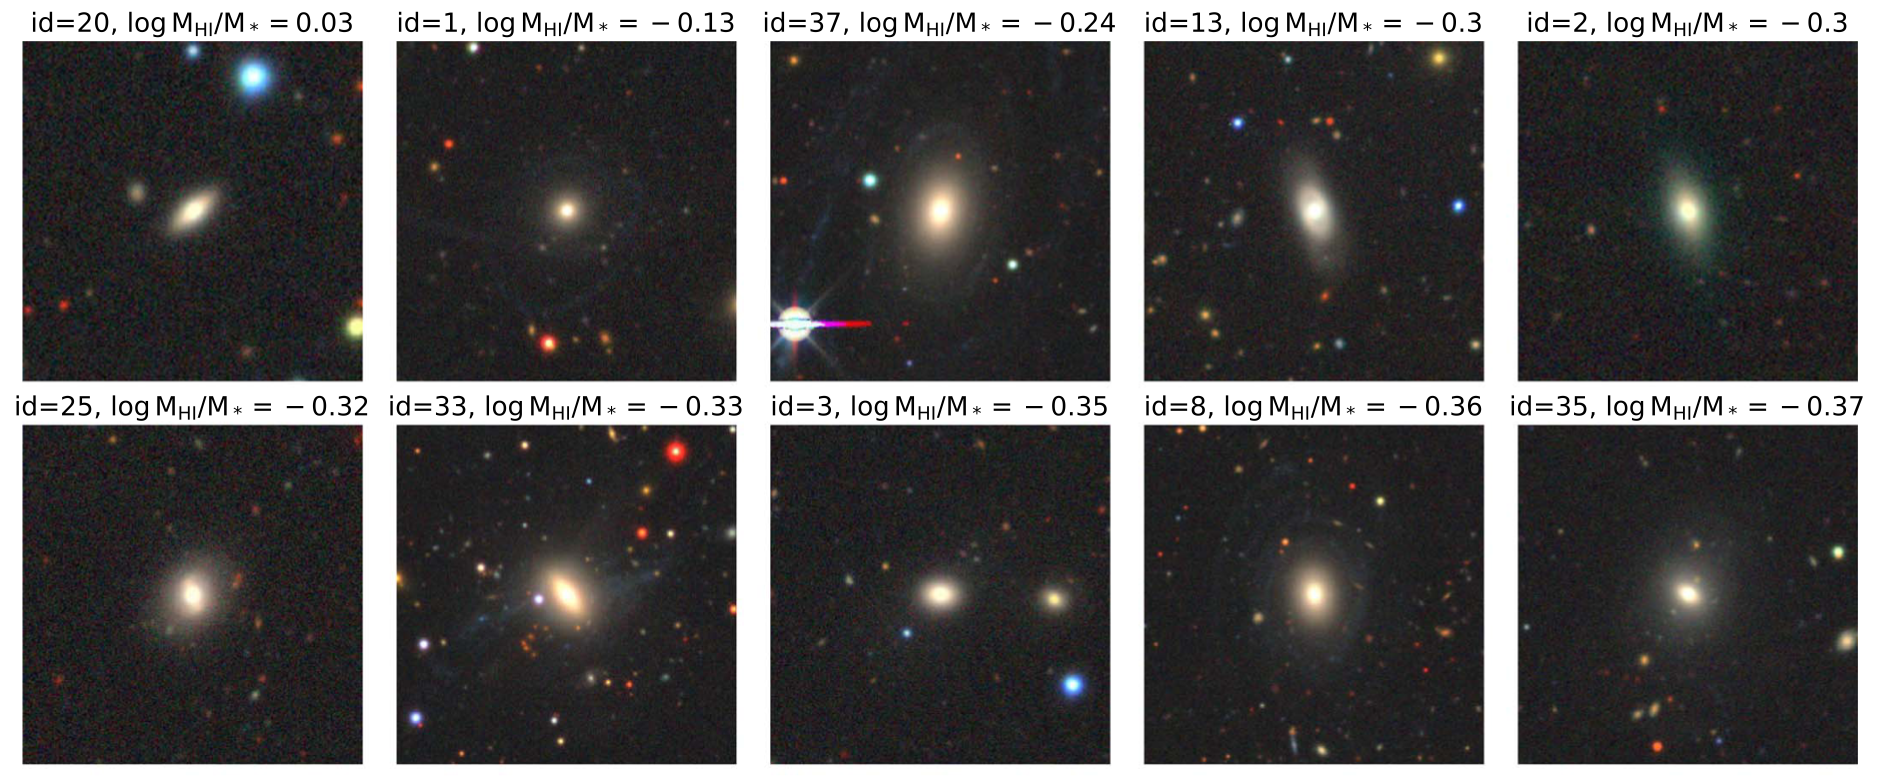 id=20, log M_HI/M_* = 0.03
id=1, log M_HI/M_* = −0.13
id=37, log M_HI/M_* = −0.24
id=13, log M_HI/M_* = −0.3
id=2, log M_HI/M_* = −0.3
id=25, log M_HI/M_* = −0.32
id=33, log M_HI/M_* = −0.33
id=3, log M_HI/M_* = −0.35
id=8, log M_HI/M_* = −0.36
id=35, log M_HI/M_* = −0.37